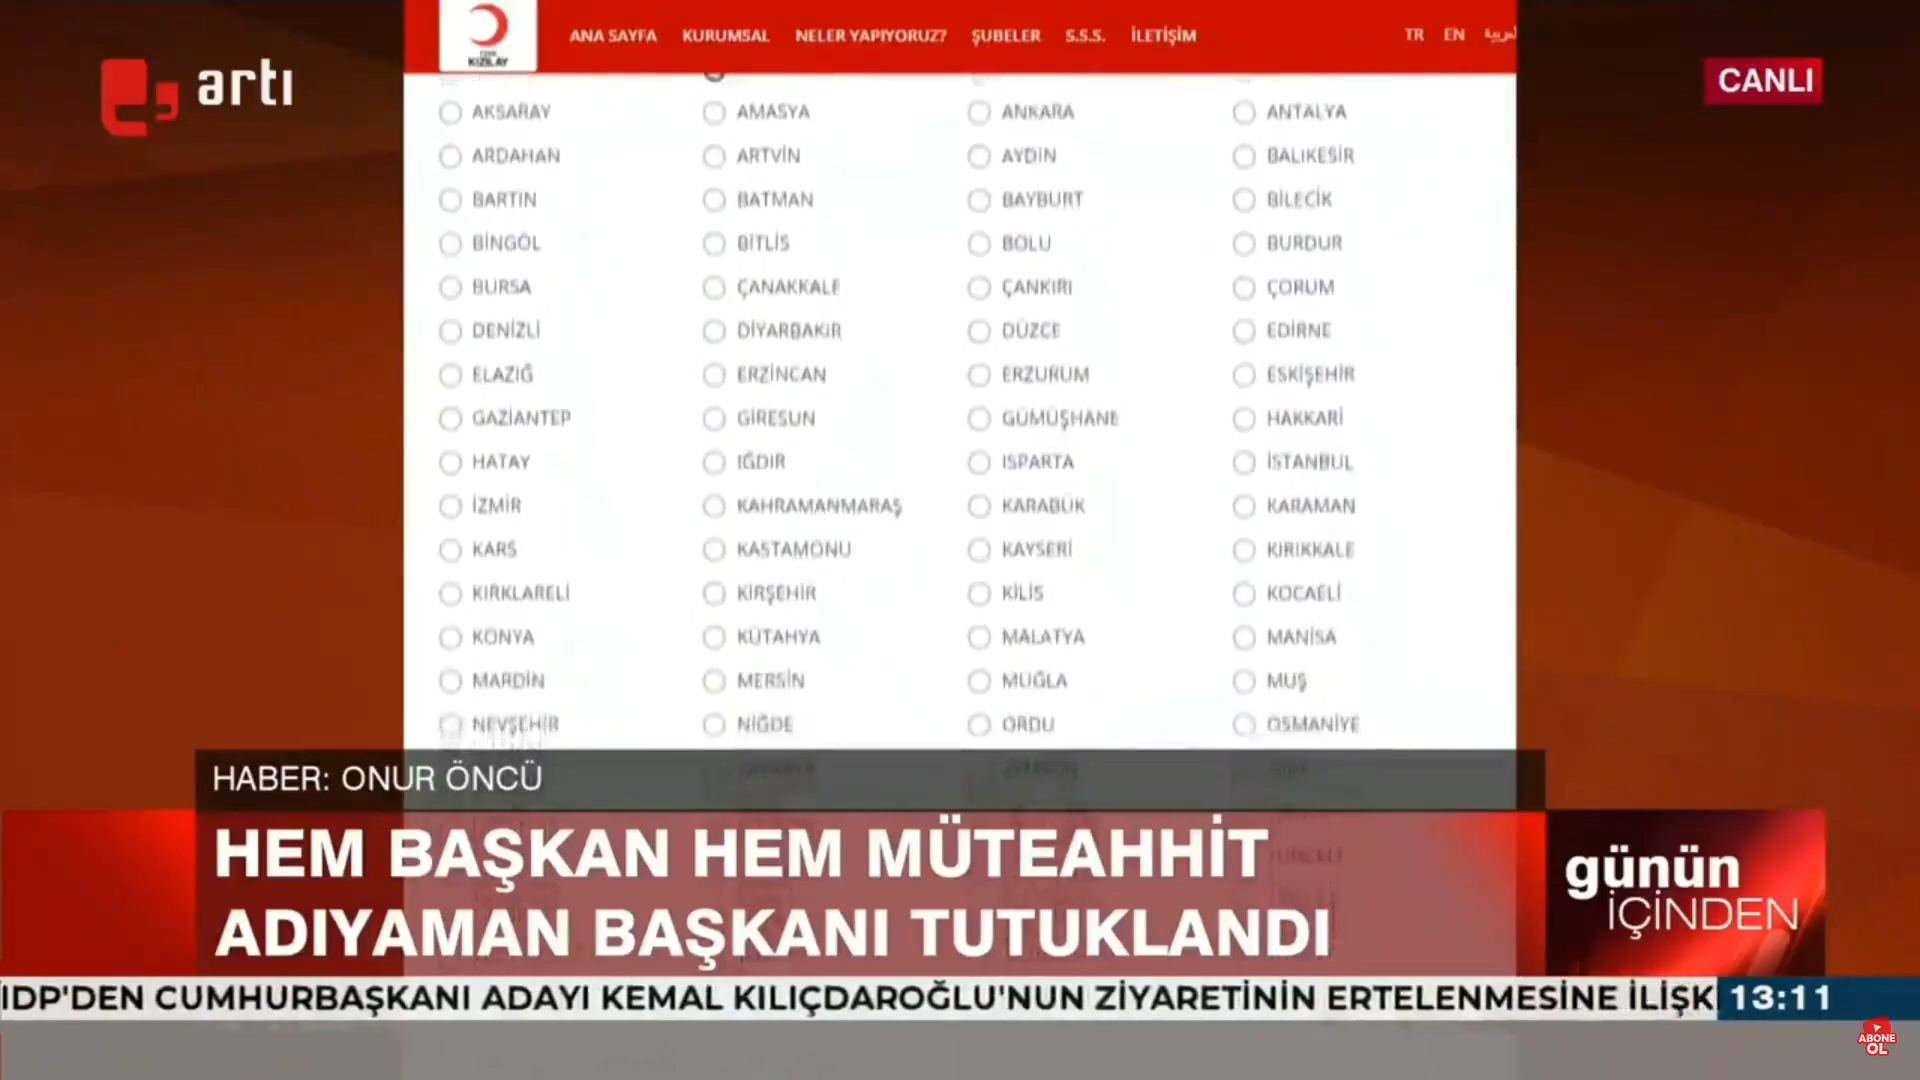 artı
KIZILAY
ANA SAYFA KURUMSAL NELER YAPIYORUZ? ŞUBELER S.S.S. İLETİŞİM TR EN
CANLI
AKSARAY AMASYA ANKARA ANTALYA
ARDAHAN ARTVİN AYDIN BALIKESİR
BARTIN BATMAN BAYBURT BİLECİK
BİNGÖL BİTLİS BOLU BURDUR
BURSA ÇANAKKALE ÇANKIRI ÇORUM
DENİZLİ DİYARBAKIR DÜZCE EDİRNE
ELAZIĞ ERZİNCAN ERZURUM ESKİŞEHİR
GAZİANTEP GİRESUN GÜMÜŞHANE HAKKARİ
HATAY IĞDIR ISPARTA İSTANBUL
İZMİR KAHRAMANMARAŞ KARABÜK KARAMAN
KARS KASTAMONU KAYSERİ KIRIKKALE
KIRKLARELİ KIRŞEHİR KİLİS KOCAELİ
KONYA KÜTAHYA MALATYA MANİSA
MARDİN MERSİN MUĞLA MUŞ
NEVŞEHİR NİĞDE ORDU OSMANİYE
HABER: ONUR ÖNCÜ
HEM BAŞKAN HEM MÜTEAHHİT
ADIYAMAN BAŞKANI TUTUKLANDI
günün
İÇİNDEN
IDP'DEN CUMHURBAŞKANI ADAYI KEMAL KILIÇDAROĞLU'NUN ZİYARETİNİN ERTELENMESİNE İLİŞK 13:11
ABONE
OL